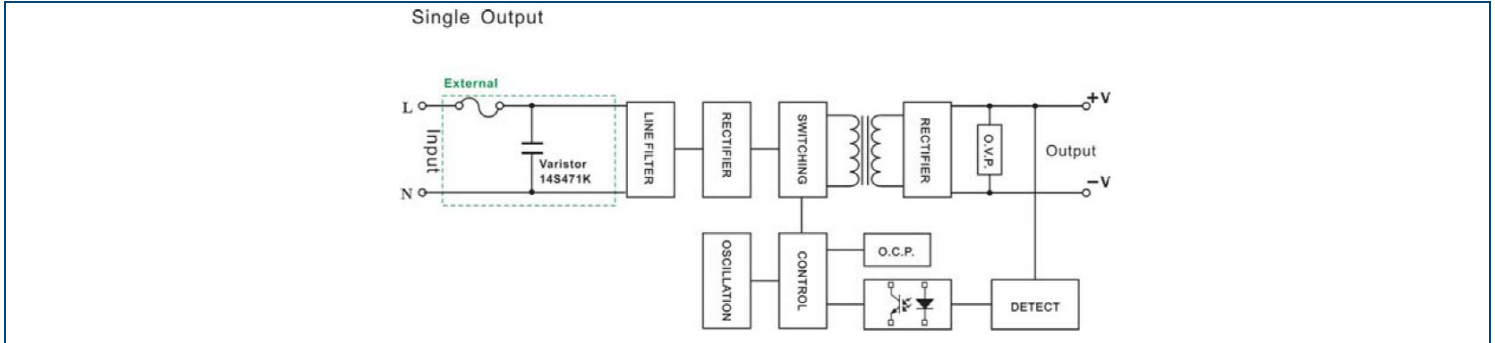 Single Output
External
L
Input
N
Varistor
14S471K
LINE FILTER
RECTIFIER
SWITCHING
RECTIFIER
O.V.P.
+V
Output
−V
OSCILLATION
CONTROL
O.C.P.
DETECT